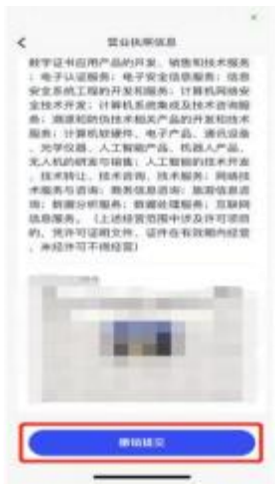 营业执照信息
数字证书应用产品的开发、销售和技术服务
；电子认证服务；电子安全信息服务；信息
安全系统工程的开发和服务；计算机网络安
全技术开发；计算机系统集成及技术咨询服
务；溯源和防伪技术相关产品的开发和技术
服务；计算机软硬件、电子产品、通讯设备
、光学仪器、人工智能产品、机器人产品、
无人机的研发与销售；人工智能的技术开发
、技术转让、技术咨询、技术服务；网络技
术服务与咨询；商务信息咨询；旅游信息咨
询；数据分析服务；数据处理服务；互联网
信息服务。（上述经营范围中涉及许可项目
的，凭许可证明文件、证件在有效期内经营
，未经许可不得经营）
撤销提交